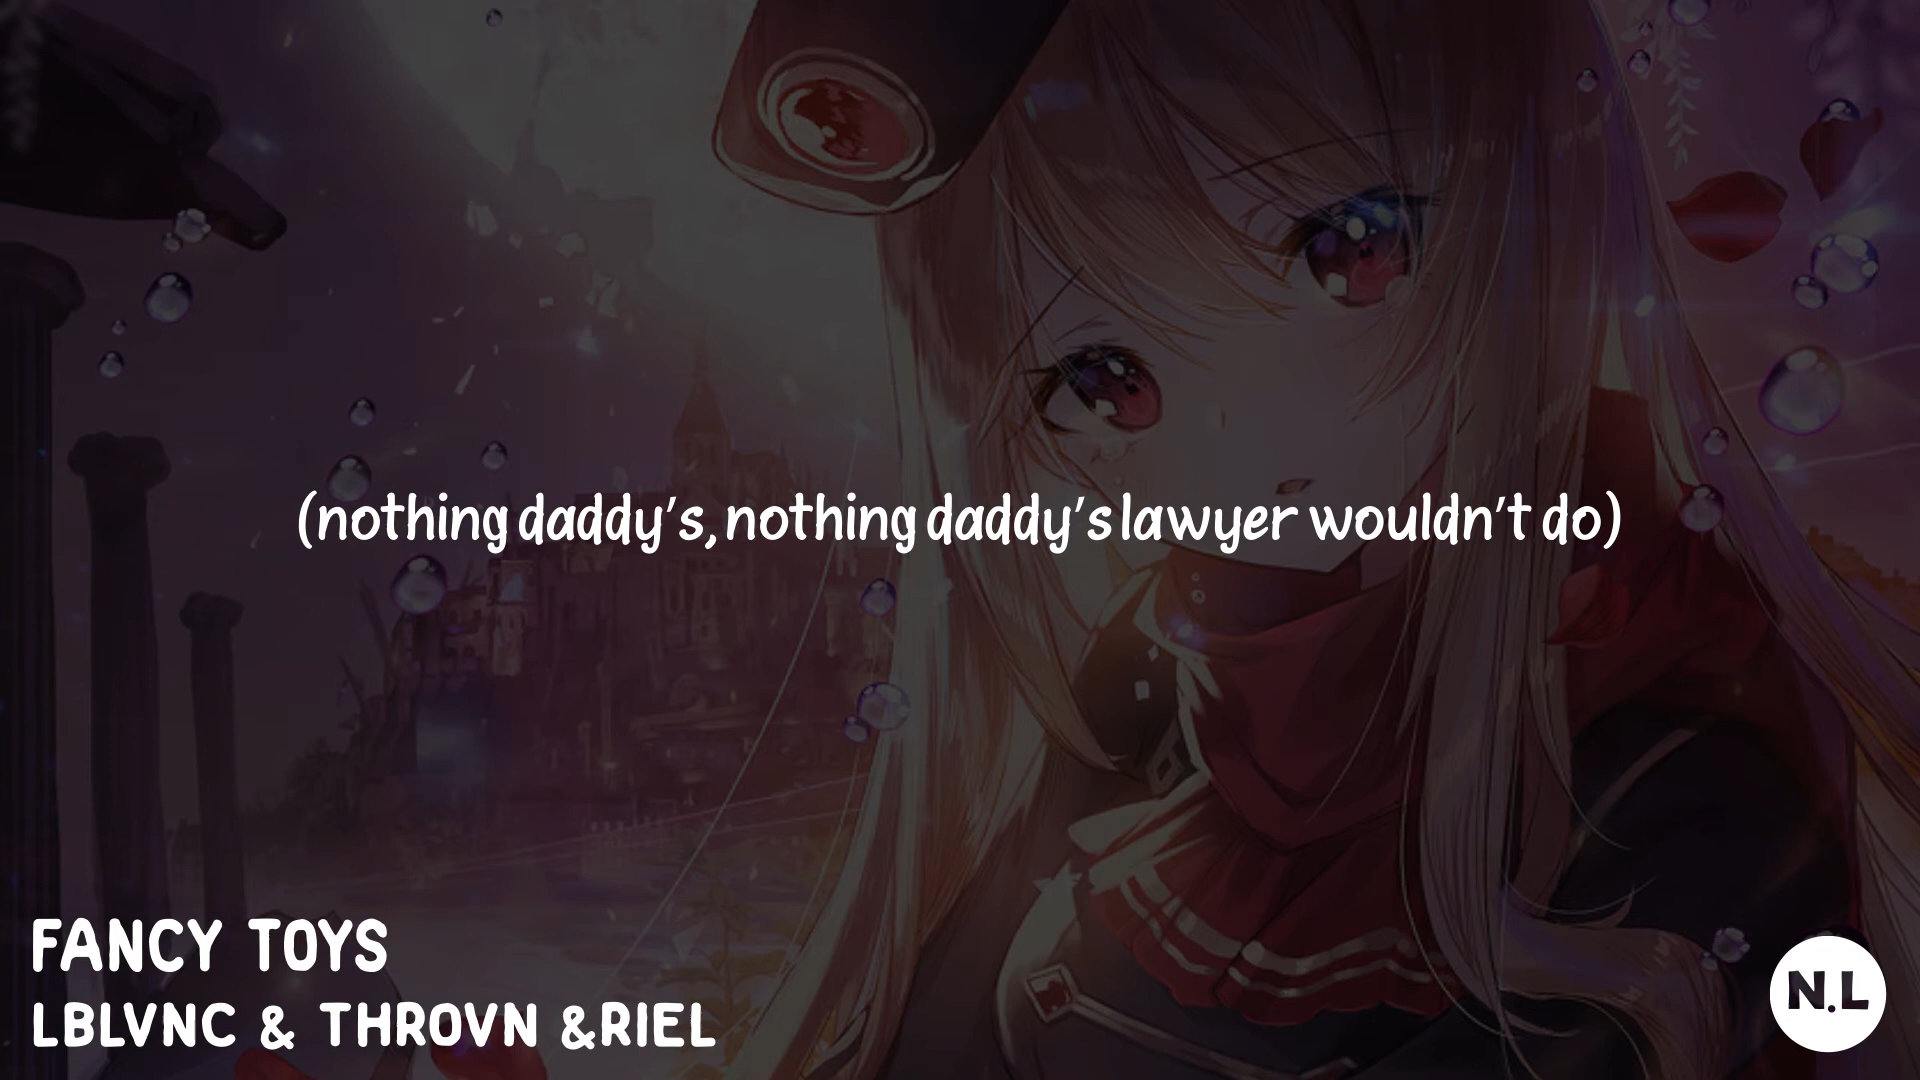 (nothing daddy's, nothing daddy's lawyer wouldn't do)
FANCY TOYS
LBLVNC & THROVN &RIEL
N.L